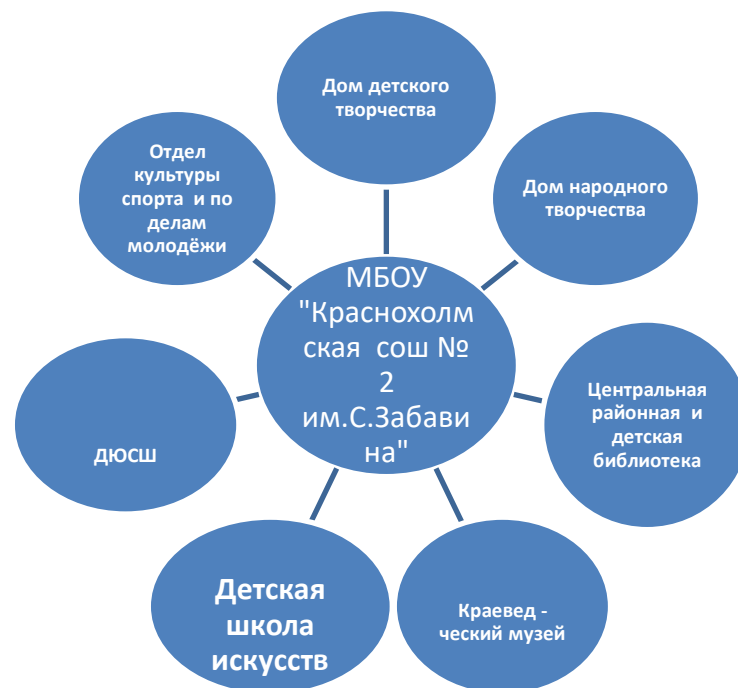 Дом детского
творчества
Отдел
культуры
спорта и по
делам
молодёжи
Дом народного
творчества
МБОУ
"Краснохолм
ская сош №
2
им.С.Забави
на"
Центральная
районная и
детская
библиотека
ДЮСШ
Детская
школа
искусств
Краевед -
ческий музей